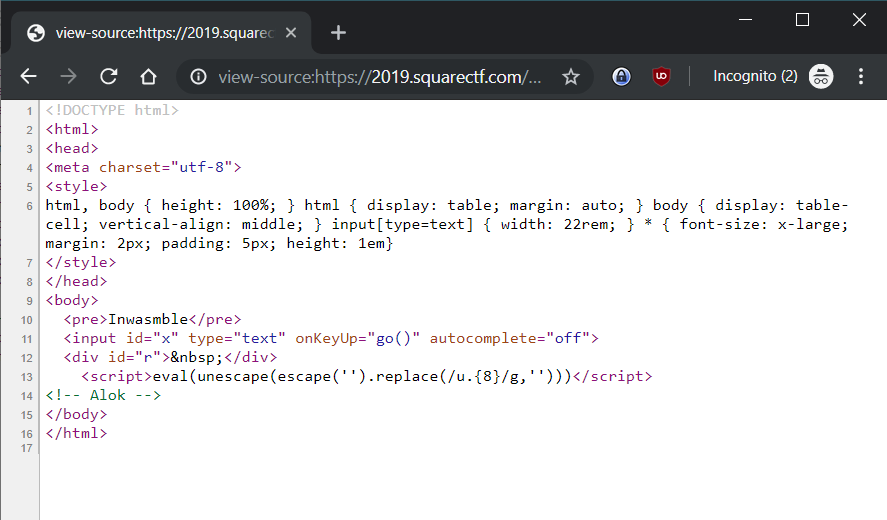 view-source:https://2019.squarec
view-source:https://2019.squarectf.com/...
Incognito (2)
1 <!DOCTYPE html>
2 <html>
3 <head>
4 <meta charset="utf-8">
5 <style>
6 html, body { height: 100%; } html { display: table; margin: auto; } body { display: table-
cell; vertical-align: middle; } input[type=text] { width: 22rem; } * { font-size: x-large;
margin: 2px; padding: 5px; height: 1em}
7 </style>
8 </head>
9 <body>
10 <pre>Inwasmble</pre>
11 <input id="x" type="text" onKeyUp="go()" autocomplete="off">
12 <div id="r">&nbsp;</div>
13 <script>eval(unescape(escape('').replace(/u.{8}/g,'')))</script>
14 <!-- Alok -->
15 </body>
16 </html>
17